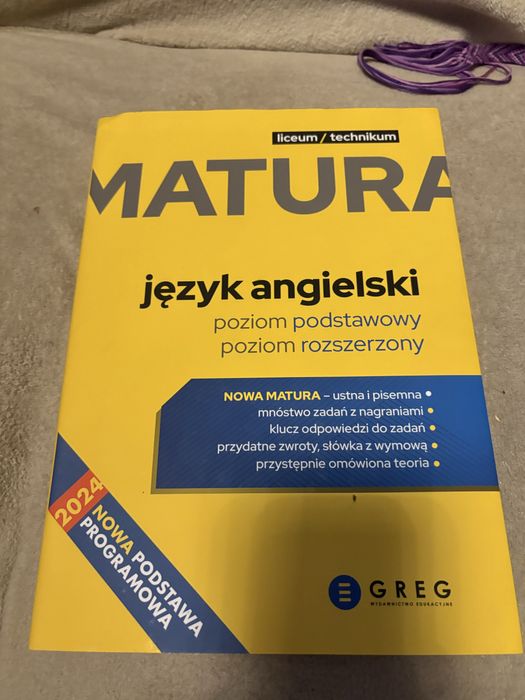 liceum / technikum
MATURA
język angielski
poziom podstawowy
poziom rozszerzony
NOWA MATURA – ustna i pisemna
mnóstwo zadań z nagraniami
klucz odpowiedzi do zadań
przydatne zwroty, słówka z wymową
przystępnie omówiona teoria
2024
NOWA PODSTAWA
PROGRAMOWA
GREG
WYDAWNICTWO EDUKACYJNE